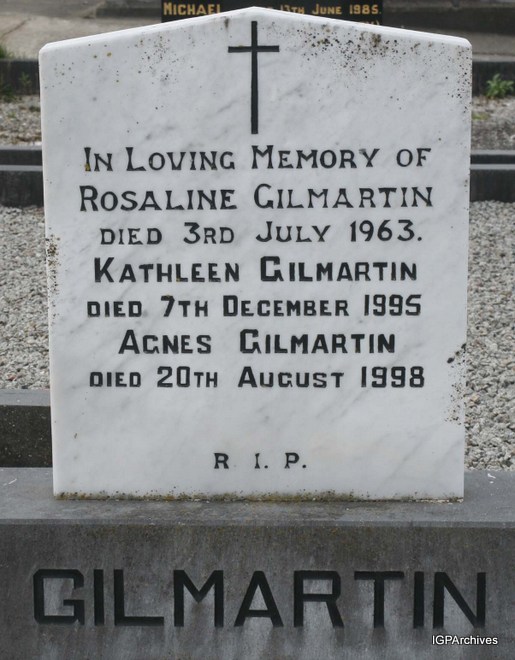 MICHAEL 13TH JUNE 1985
IN LOVING MEMORY OF
ROSALINE GILMARTIN
DIED 3RD JULY 1963.
KATHLEEN GILMARTIN
DIED 7TH DECEMBER 1995
AGNES GILMARTIN
DIED 20TH AUGUST 1998
R. I. P.
GILMARTIN
IGPArchives